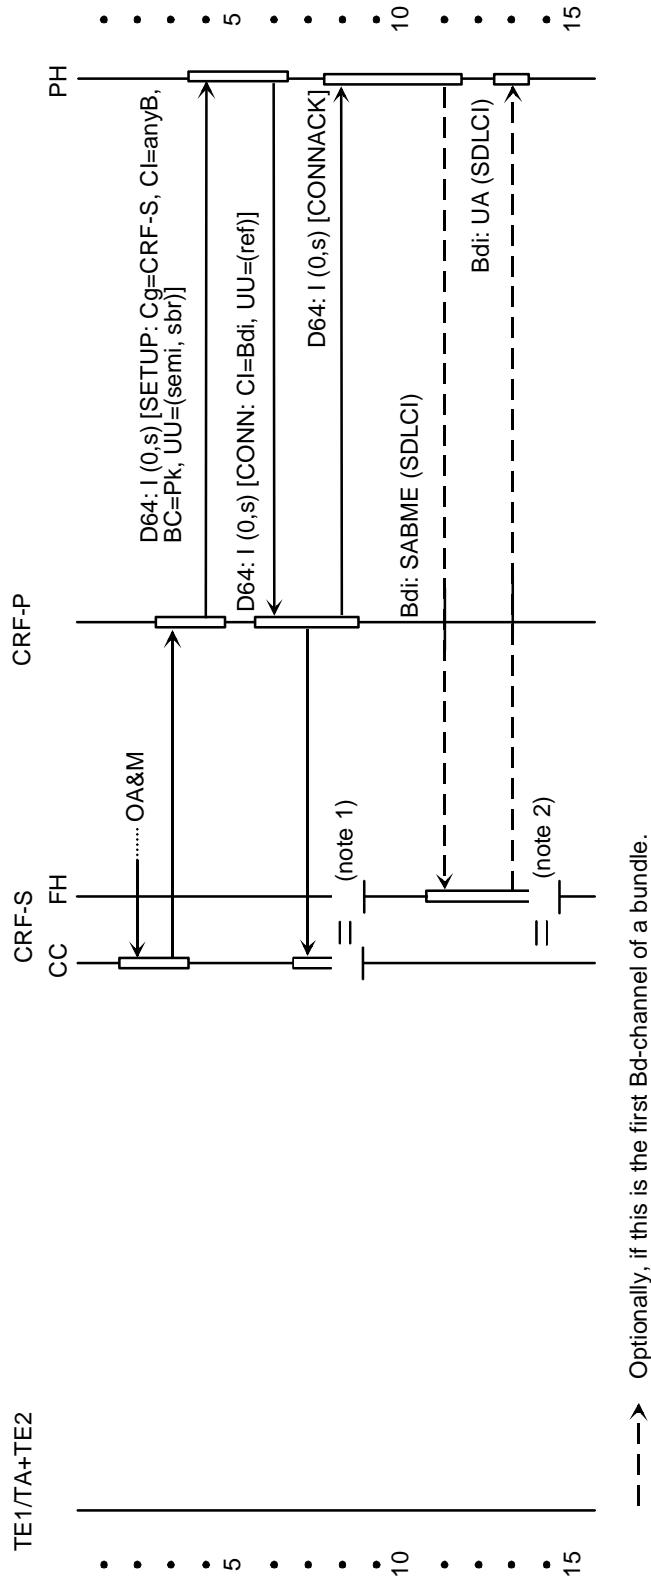 TE1/TA+TE2
CRF-S
CC
FH
CRF-P
PH
OA&M
D64: I (0,s) [SETUP: Cg=CRF-S, CI=anyB,
BC=Pk, UU=(semi, sbr)]
5
5
D64: I (0,s) [CONN: CI=Bdi, UU=(ref)]
D64: I (0,s) [CONNACK]
=
(note 1)
10
10
Bdi: SABME (SDLCI)
Bdi: UA (SDLCI)
=
(note 2)
15
15
Optionally, if this is the first Bd-channel of a bundle.